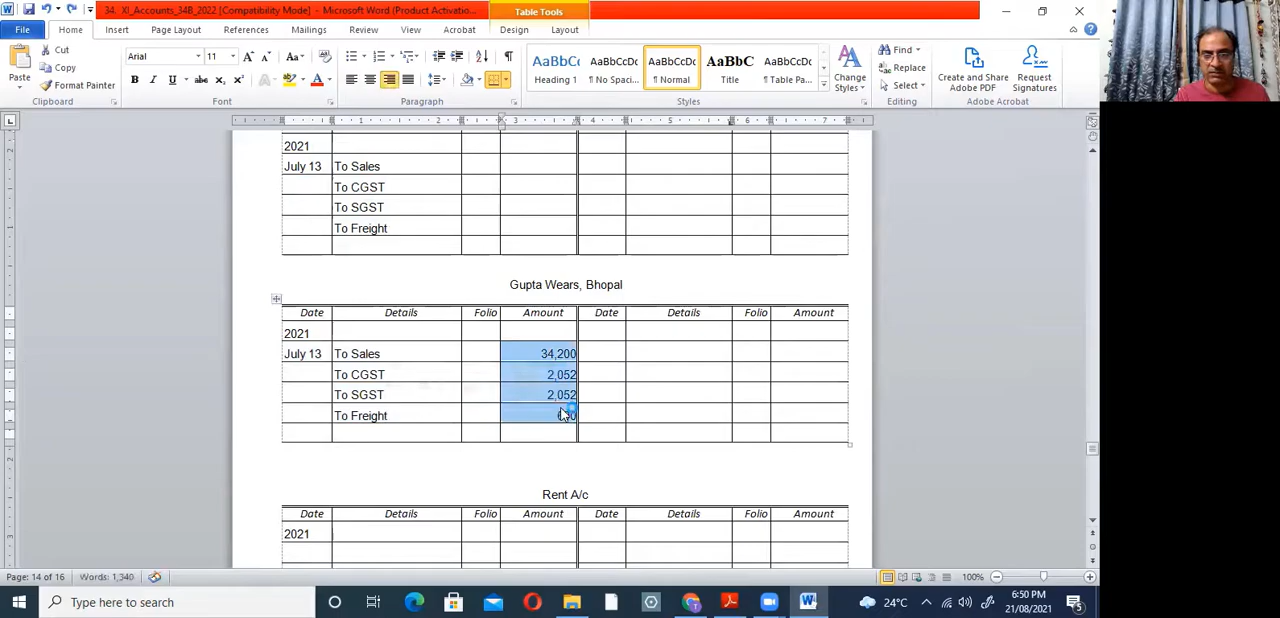 34. XI_Accounts_34B_2022 [Compatibility Mode] - Microsoft Word (Product Activatio...
Table Tools
File Home Insert Page Layout References Mailings Review View Acrobat Design Layout
Paste
Cut
Copy
Format Painter
Clipboard
Arial 11
Font
Paragraph
AaBbCc AaBbCcDc AaBbCcDc AaBbC AaBbCcDc
Heading 1 ¶ No Spaci... ¶ Normal Title ¶ Table Pa...
Change Styles
Styles
Find
Replace
Select
Editing
Create and Share Adobe PDF
Request Signatures
Adobe Acrobat
2021
July 13 To Sales
To CGST
To SGST
To Freight
Gupta Wears, Bhopal
Date Details Folio Amount Date Details Folio Amount
2021
July 13 To Sales 34,200
To CGST 2,052
To SGST 2,052
To Freight
Rent A/c
Date Details Folio Amount Date Details Folio Amount
2021
Page: 14 of 16 Words: 1,340 100%
Type here to search
24°C
6:50 PM
21/08/2021
5